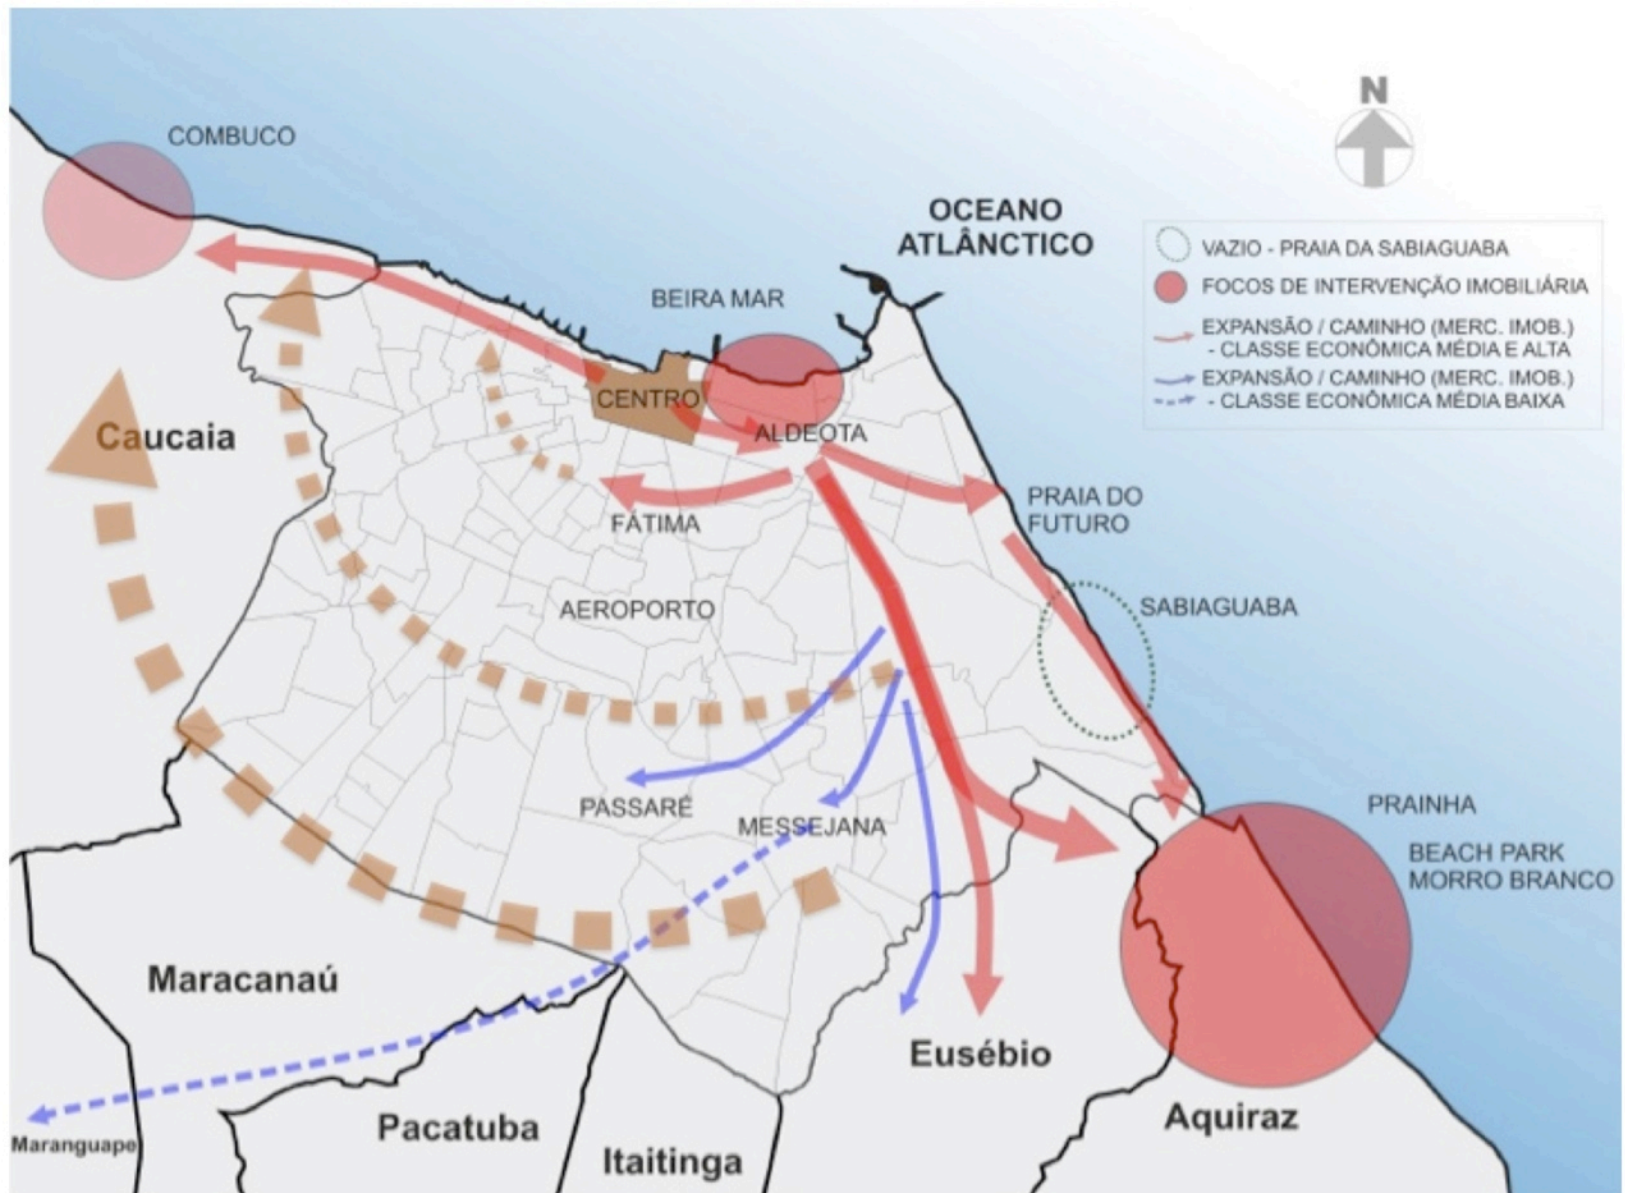 N
COMBUCO
OCEANO
ATLÂNCTICO
VAZIO - PRAIA DA SABIAGUABA
FOCOS DE INTERVENÇÃO IMOBILIÁRIA
EXPANSÃO / CAMINHO (MERC. IMOB.)
- CLASSE ECONÔMICA MÉDIA E ALTA
EXPANSÃO / CAMINHO (MERC. IMOB.)
- CLASSE ECONÔMICA MÉDIA BAIXA
BEIRA MAR
CENTRO
ALDEOTA
Caucaia
PRAIA DO
FUTURO
FÁTIMA
AEROPORTO
SABIAGUABA
PASSARÉ
MESSEJANA
PRAINHA
BEACH PARK
MORRO BRANCO
Maracanaú
Eusébio
Aquiraz
Pacatuba
Maranguape
Itaitinga